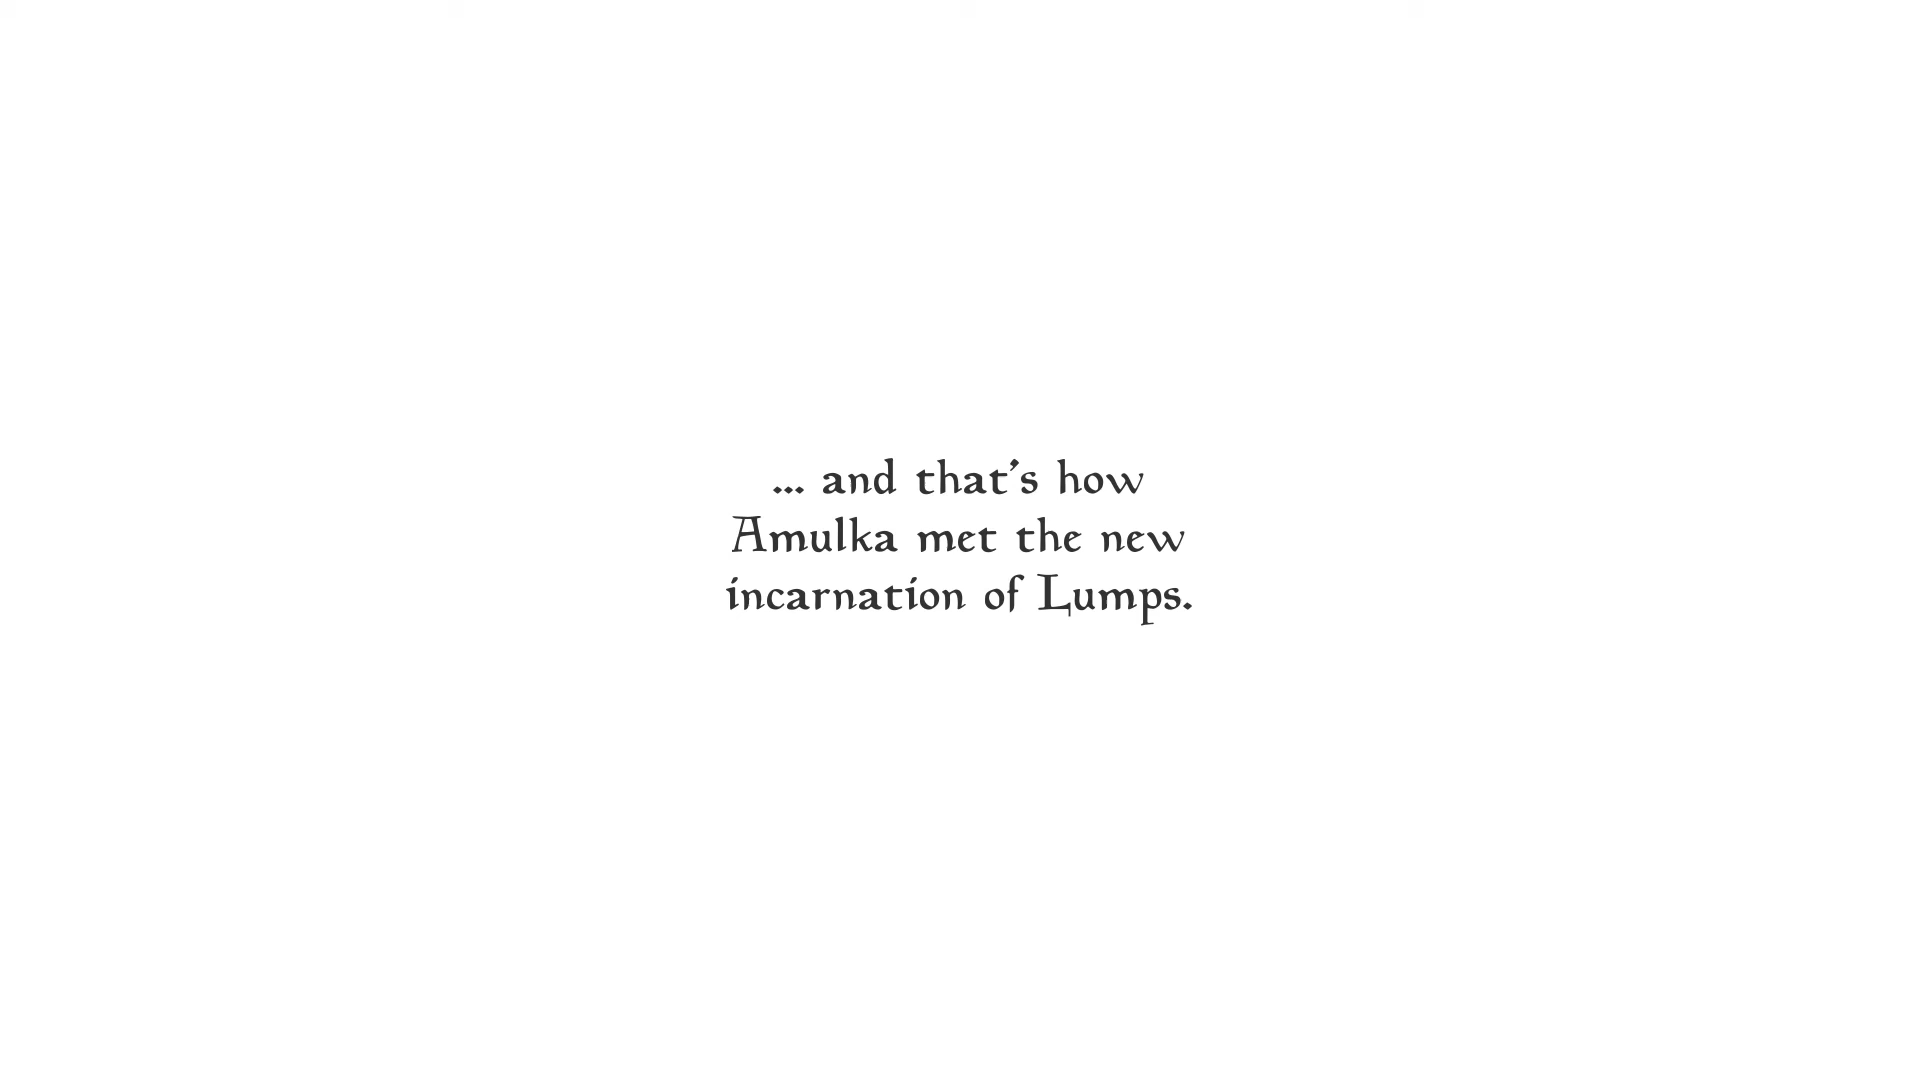 ... and that's how
Amulka met the new
incarnation of Lumps.